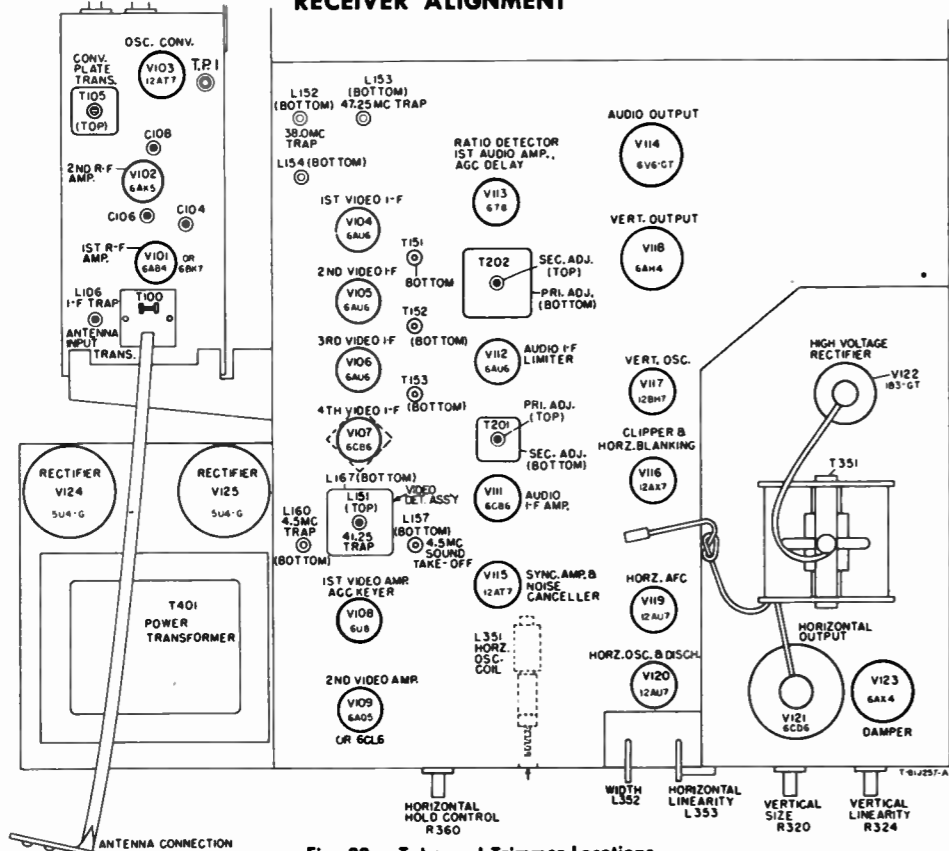 RECEIVER ALIGNMENT
OSC. CONV.
V103
12AT7
T.P.1
CONV.
PLATE
TRANS.
T105
(TOP)
C108
2ND R-F
AMP.
V102
6AK5
C106
C104
1ST R-F
AMP.
V101
6AB4
OR
6BK7
L106
I-F TRAP
T100
ANTENNA
INPUT
TRANS.
L152
(BOTTOM)
38.0MC
TRAP
L153
(BOTTOM)
47.25 MC TRAP
L154 (BOTTOM)
1ST VIDEO I-F
V104
6AU6
T151
BOTTOM
2ND VIDEO I-F
V105
6AU6
T152
(BOTTOM)
3RD VIDEO I-F
V106
6AU6
T153
(BOTTOM)
4TH VIDEO I-F
V107
6CB6
L167(BOTTOM)
L151
(TOP)
41.25
TRAP
VIDEO
DET. ASS'Y
L160
4.5MC
TRAP
(BOTTOM)
L157
(BOTTOM)
4.5MC
SOUND
TAKE-OFF
1ST VIDEO AMP.
AGC KEYER
V108
6U8
2ND VIDEO AMP.
V109
6AQ5
OR 6CL6
RATIO DETECTOR
1ST AUDIO AMP.,
AGC DELAY
V113
6T8
T202
SEC. ADJ.
(TOP)
PRI. ADJ.
(BOTTOM)
V112
6AU6
AUDIO I-F
LIMITER
T201
PRI. ADJ.
(TOP)
SEC. ADJ.
(BOTTOM)
V111
6CB6
AUDIO
I-F AMP.
V115
12AT7
SYNC. AMP. &
NOISE
CANCELLER
L351
HORZ.
OSC.
COIL
AUDIO OUTPUT
V114
6V6-GT
VERT. OUTPUT
V118
6AH4
VERT. OSC.
V117
12BH7
CLIPPER &
HORZ. BLANKING
V116
12AX7
HORZ. AFC
V119
12AU7
HORZ. OSC. & DISCH.
V120
12AU7
HIGH VOLTAGE
RECTIFIER
V122
1B3-GT
T351
HORIZONTAL
OUTPUT
V121
6CD6
V123
6AX4
DAMPER
T-81J257-A
RECTIFIER
V124
5U4-G
RECTIFIER
V125
5U4-G
T401
POWER
TRANSFORMER
ANTENNA CONNECTION
HORIZONTAL
HOLD CONTROL
R360
WIDTH
L352
HORIZONTAL
LINEARITY
L353
VERTICAL
SIZE
R320
VERTICAL
LINEARITY
R324
Tube and Trimmer Locations